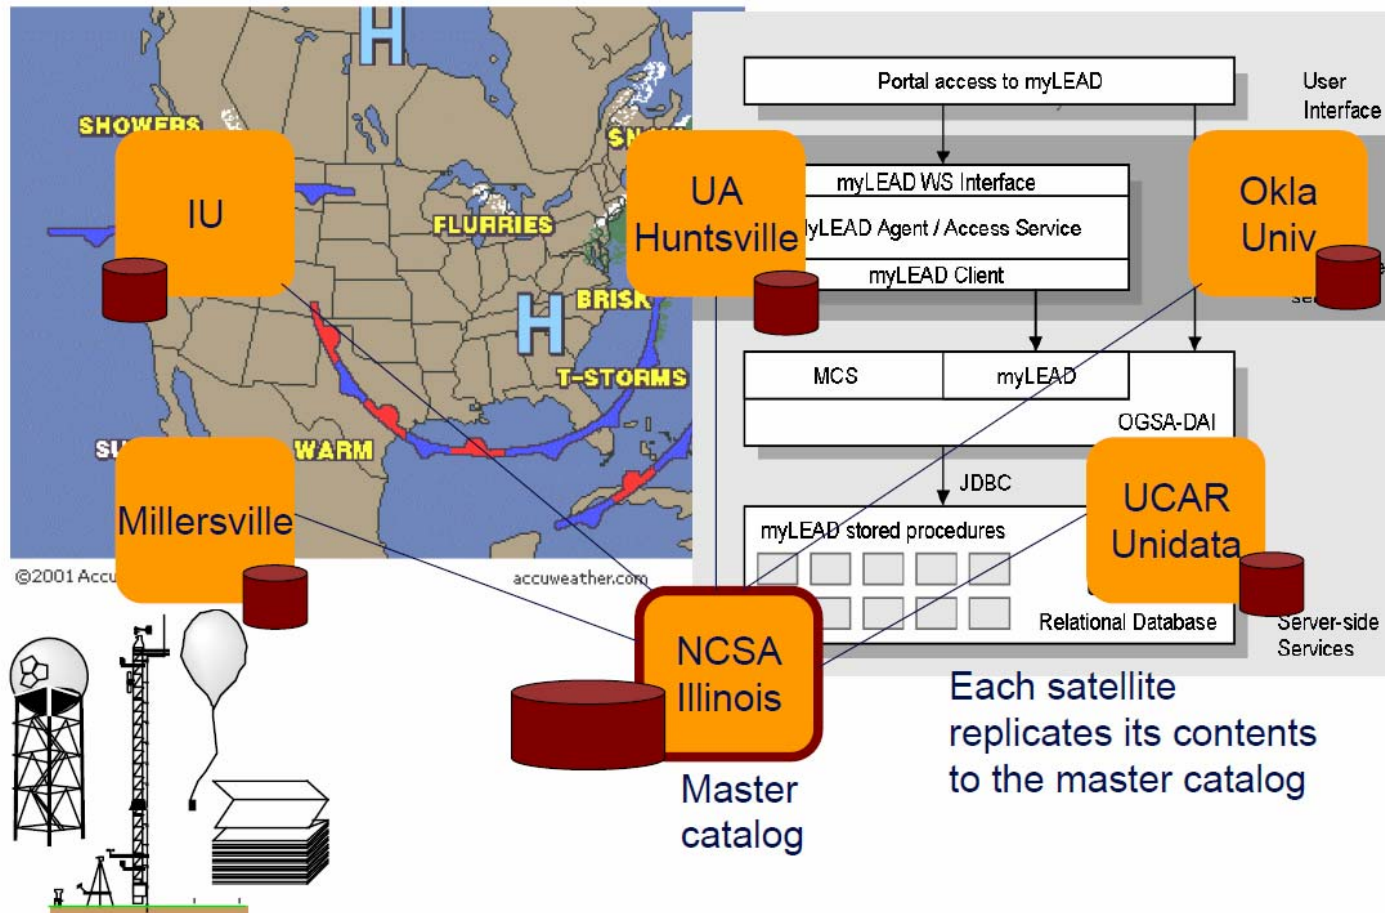 SHOWERS
FLURRIES
BRISK
T-STORMS
WARM
H
H
©2001 Accu
accuweather.com
IU
UA
Huntsville
Okla
Univ
Millersville
UCAR
Unidata
NCSA
Illinois
Master
catalog
Portal access to myLEAD
User
Interface
myLEAD WS Interface
yLEAD Agent / Access Service
myLEAD Client
MCS
myLEAD
OGSA-DAI
JDBC
myLEAD stored procedures
Relational Database
Server-side
Services
Each satellite
replicates its contents
to the master catalog